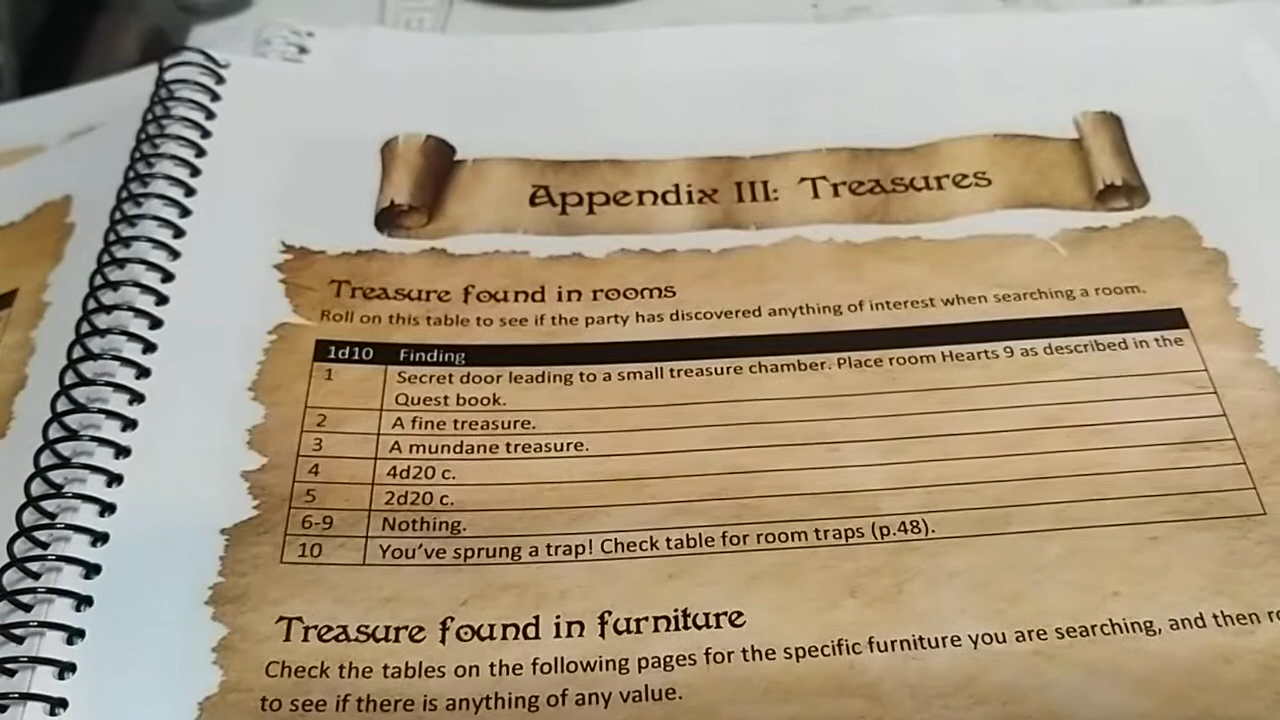 Appendix III: Treasures
Treasure found in rooms
Roll on this table to see if the party has discovered anything of interest when searching a room.
1d10 Finding
1 Secret door leading to a small treasure chamber. Place room Hearts 9 as described in the
Quest book.
2 A fine treasure.
3 A mundane treasure.
4 4d20 c.
5 2d20 c.
6-9 Nothing.
10 You've sprung a trap! Check table for room traps (p.48).
Treasure found in furniture
Check the tables on the following pages for the specific furniture you are searching, and then
to see if there is anything of any value.